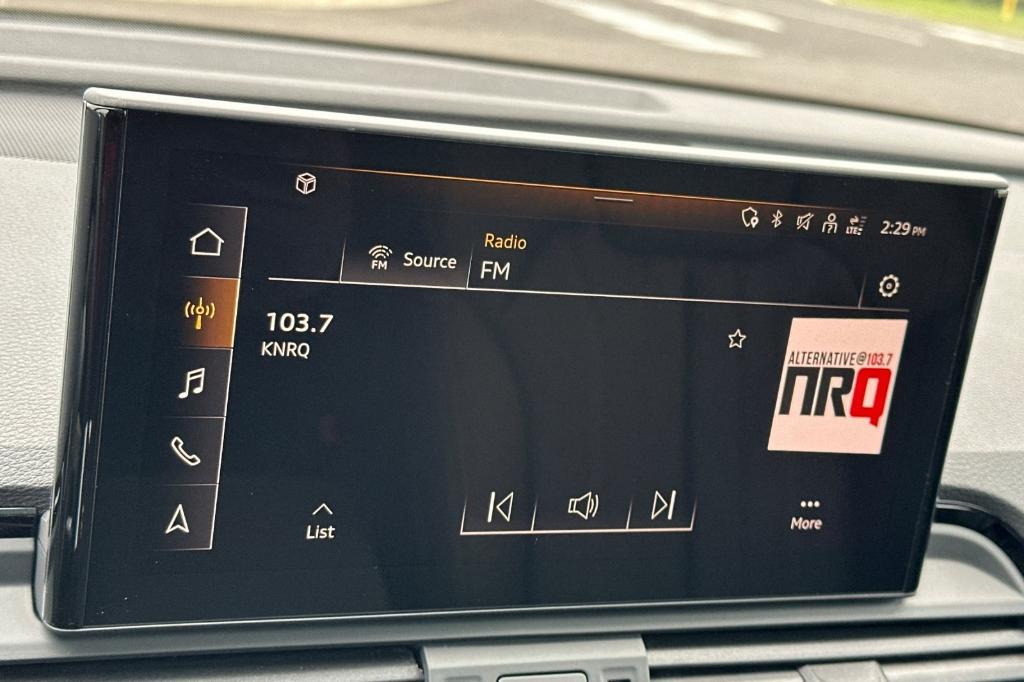 LTE
2:29 PM
Radio
FM
Source
FM
103.7
KNRQ
ALTERNATIVE@103.7
NRQ
List
More